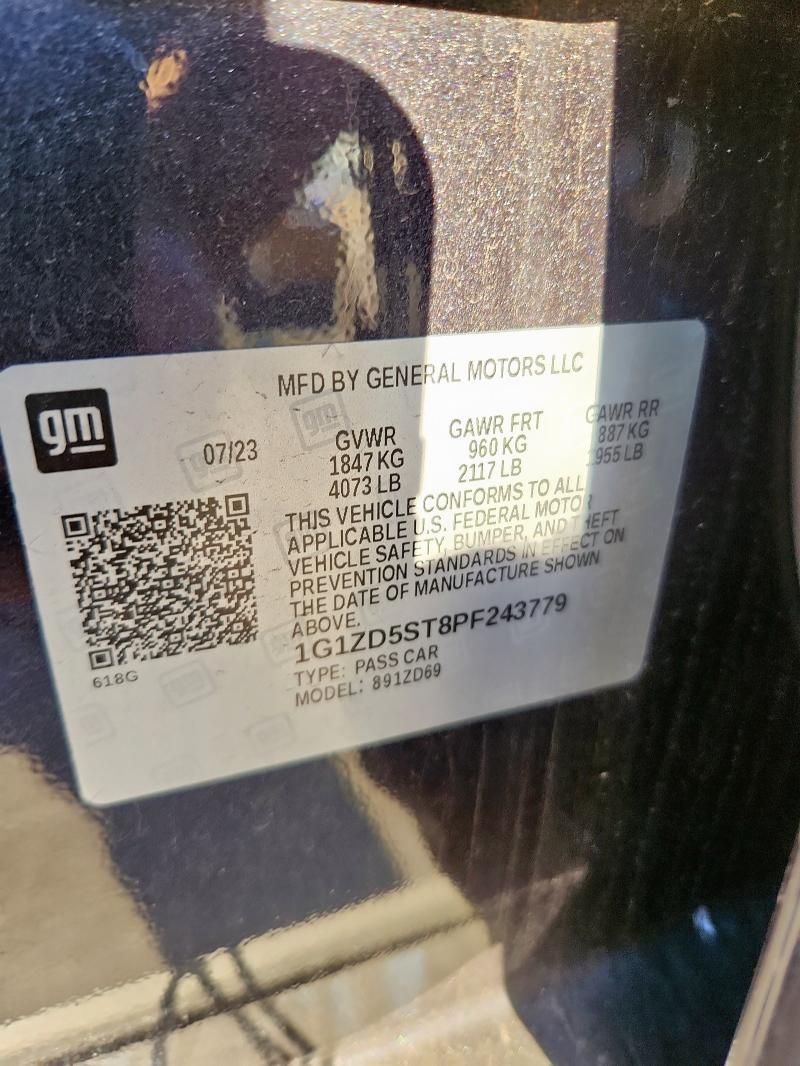 MFD BY GENERAL MOTORS LLC
gm
07/23
GVWR GAWR FRT GAWR RR
1847 KG 960 KG 887 KG
4073 LB 2117 LB 1955 LB
THIS VEHICLE CONFORMS TO ALL
APPLICABLE U.S. FEDERAL MOTOR
VEHICLE SAFETY, BUMPER, AND THEFT
PREVENTION STANDARDS IN EFFECT ON
THE DATE OF MANUFACTURE SHOWN
ABOVE.
1G1ZD5ST8PF243779
618G
TYPE: PASS CAR
MODEL: 891ZD69